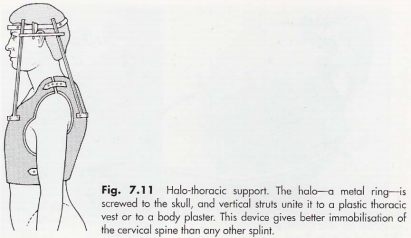 Fig. 7.11 Halo-thoracic support. The halo—a metal ring—is
screwed to the skull, and vertical struts unite it to a plastic thoracic
vest or to a body plaster. This device gives better immobilisation of
the cervical spine than any other splint.